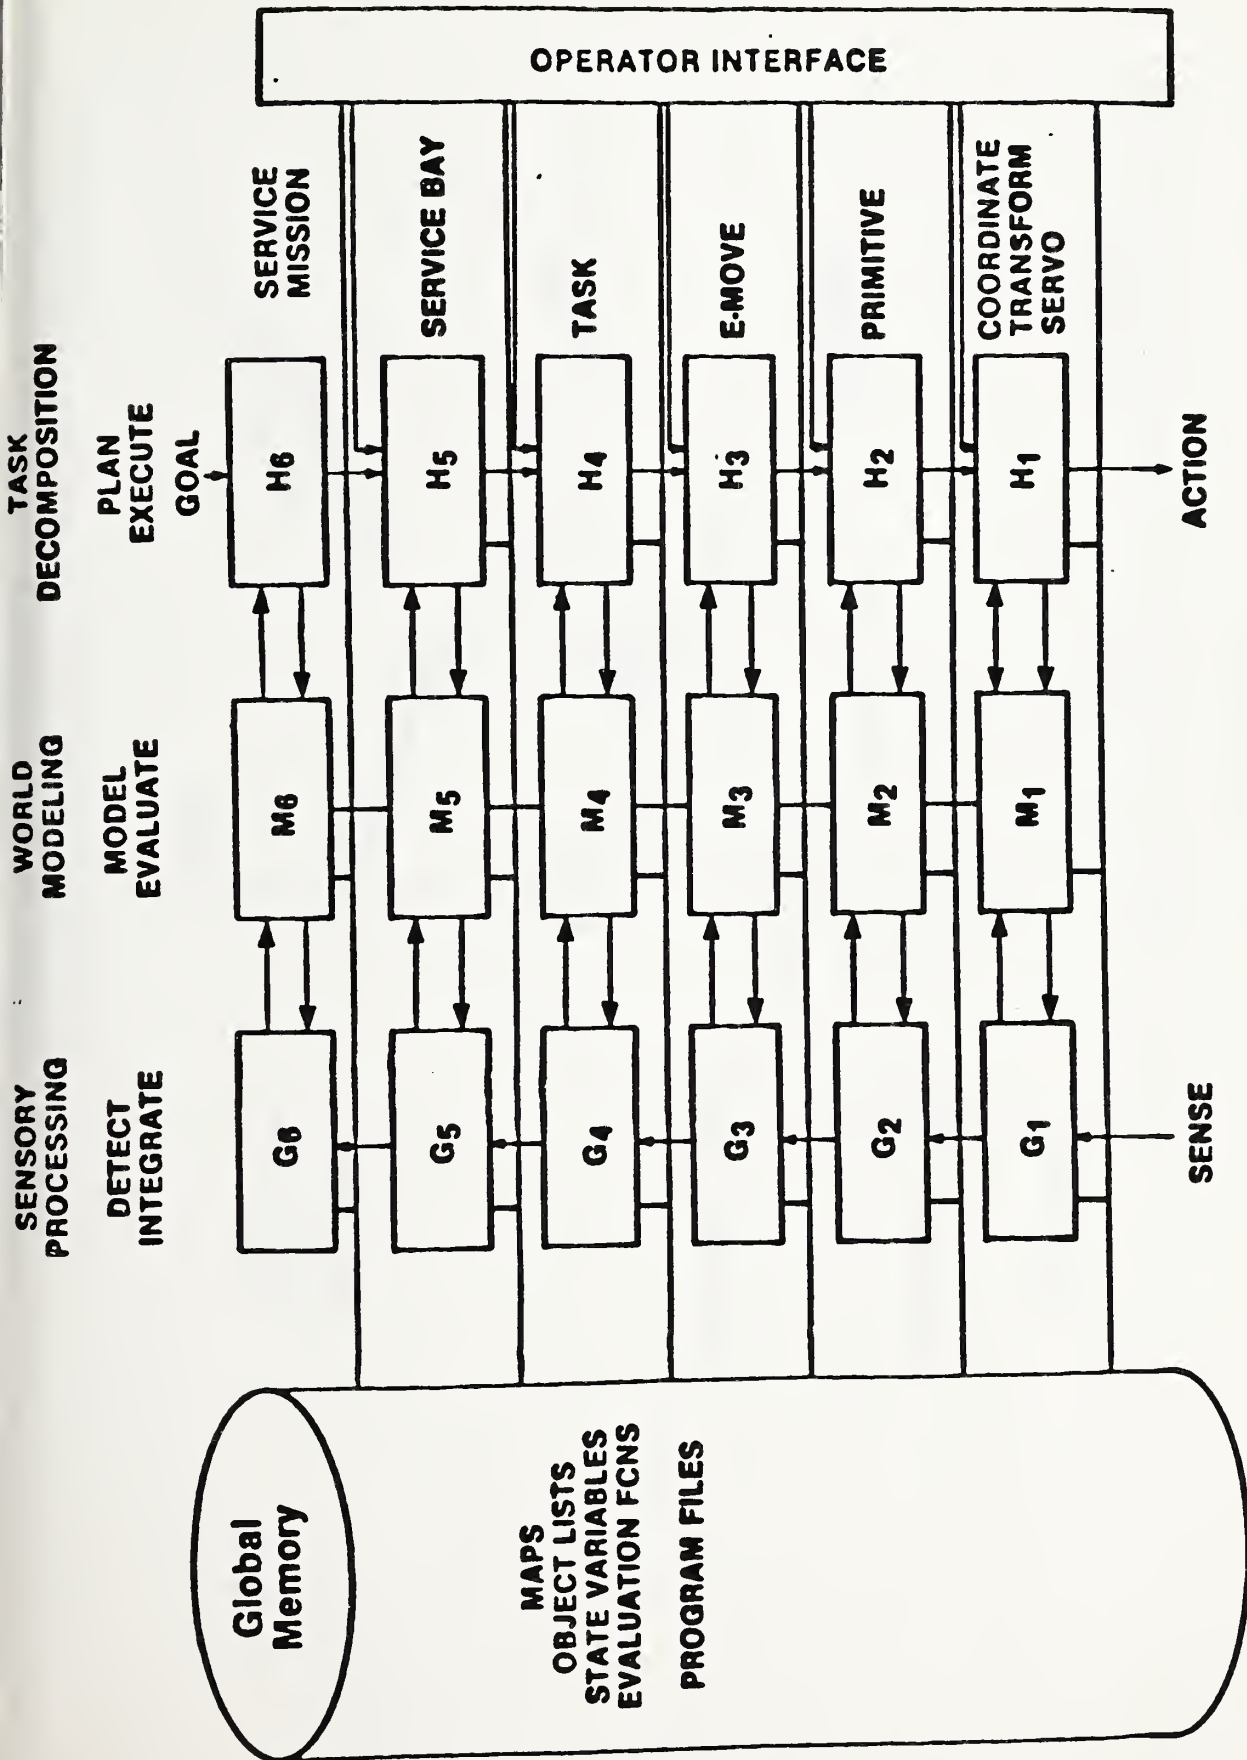 SENSORY
PROCESSING
WORLD
MODELING
TASK
DECOMPOSITION
DETECT
INTEGRATE
MODEL
EVALUATE
PLAN
EXECUTE
GOAL
Global
Memory
MAPS
OBJECT LISTS
STATE VARIABLES
EVALUATION FCNS
PROGRAM FILES
G6
M6
H6
SERVICE
MISSION
G5
M5
H5
SERVICE BAY
G4
M4
H4
TASK
G3
M3
H3
E-MOVE
G2
M2
H2
PRIMITIVE
G1
M1
H1
COORDINATE
TRANSFORM
SERVO
SENSE
ACTION
OPERATOR INTERFACE